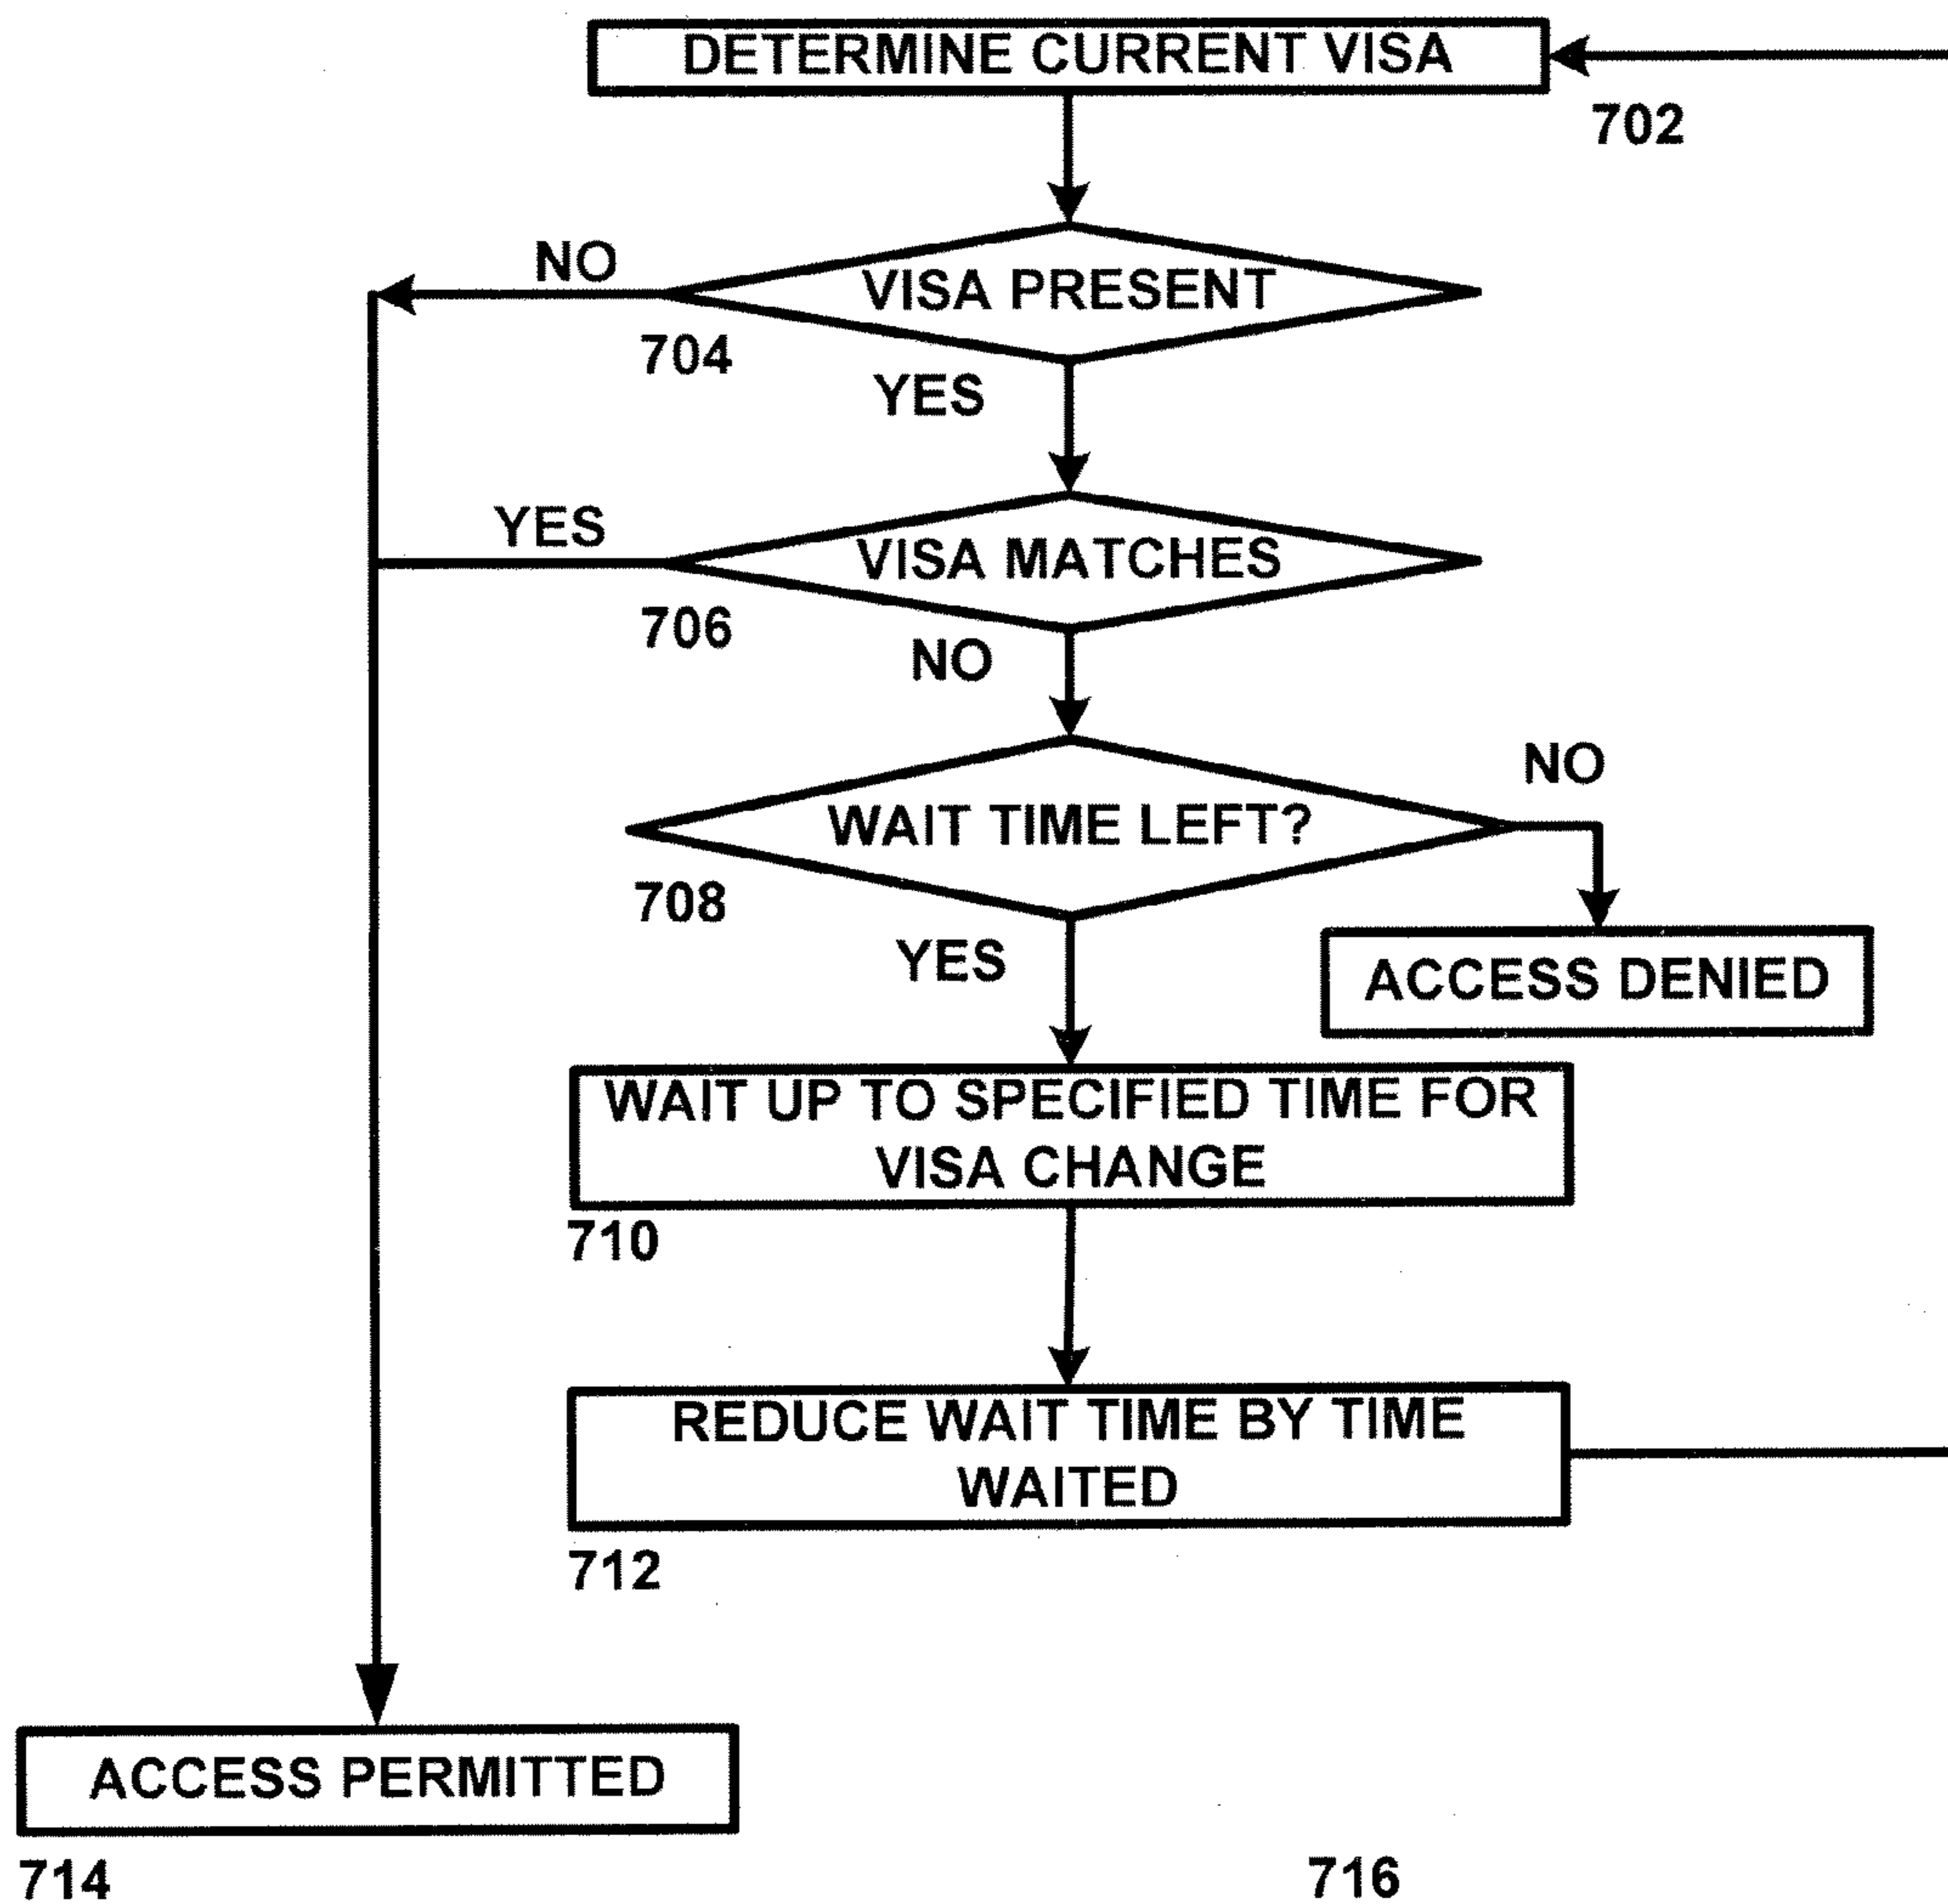 DETERMINE CURRENT VISA
702
NO
VISA PRESENT
704
YES
YES
VISA MATCHES
706
NO
NO
WAIT TIME LEFT?
708
YES
ACCESS DENIED
WAIT UP TO SPECIFIED TIME FOR
VISA CHANGE
710
REDUCE WAIT TIME BY TIME
WAITED
712
ACCESS PERMITTED
714
716